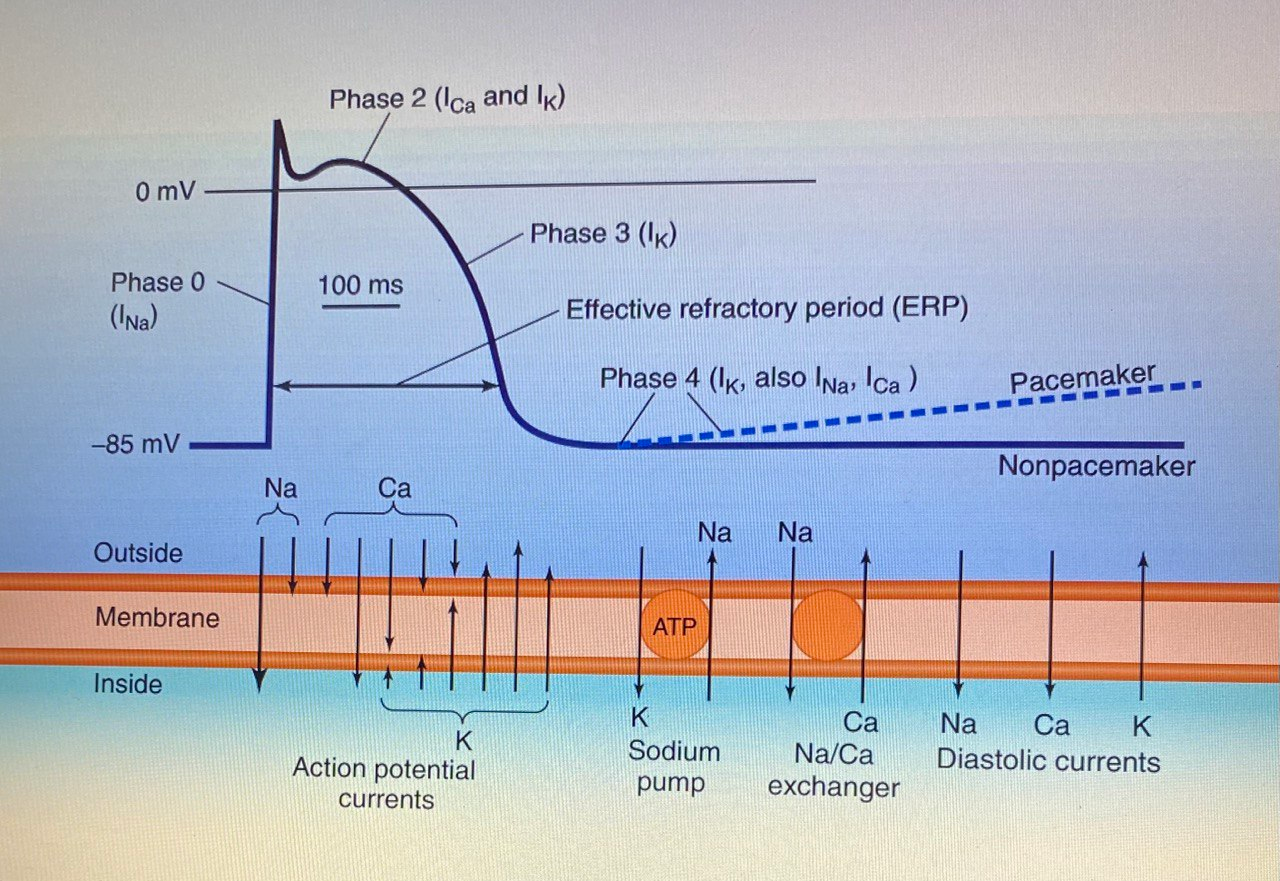 Phase 2 (ICa and IK)
0 mV
Phase 3 (IK)
Phase 0
(INa)
100 ms
Effective refractory period (ERP)
Phase 4 (IK, also INa, ICa )
Pacemaker
–85 mV
Nonpacemaker
Na
Ca
Outside
Na
Na
Membrane
ATP
Inside
K
Action potential
currents
K
Sodium
pump
Ca
Na/Ca
exchanger
Na
Ca
K
Diastolic currents